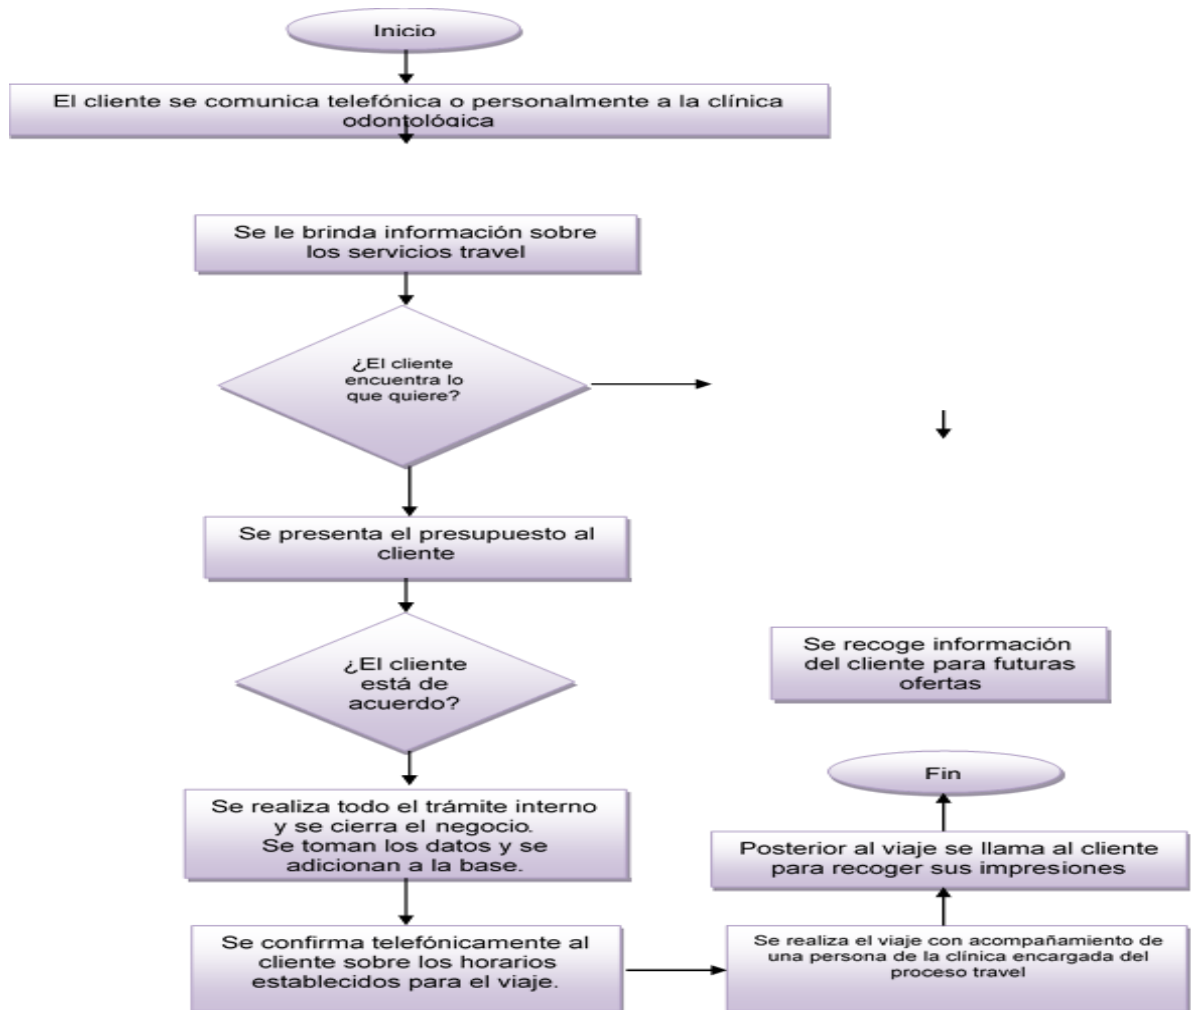 Inicio
El cliente se comunica telefónica o personalmente a la clínica
odontológica
Se le brinda información sobre
los servicios travel
¿El cliente
encuentra lo
que quiere?
Se presenta el presupuesto al
cliente
¿El cliente
está de
acuerdo?
Se recoge información
del cliente para futuras
ofertas
Se realiza todo el trámite interno
y se cierra el negocio.
Se toman los datos y se
adicionan a la base.
Se confirma telefónicamente al
cliente sobre los horarios
establecidos para el viaje.
Se realiza el viaje con acompañamiento de
una persona de la clínica encargada del
proceso travel
Posterior al viaje se llama al cliente
para recoger sus impresiones
Fin